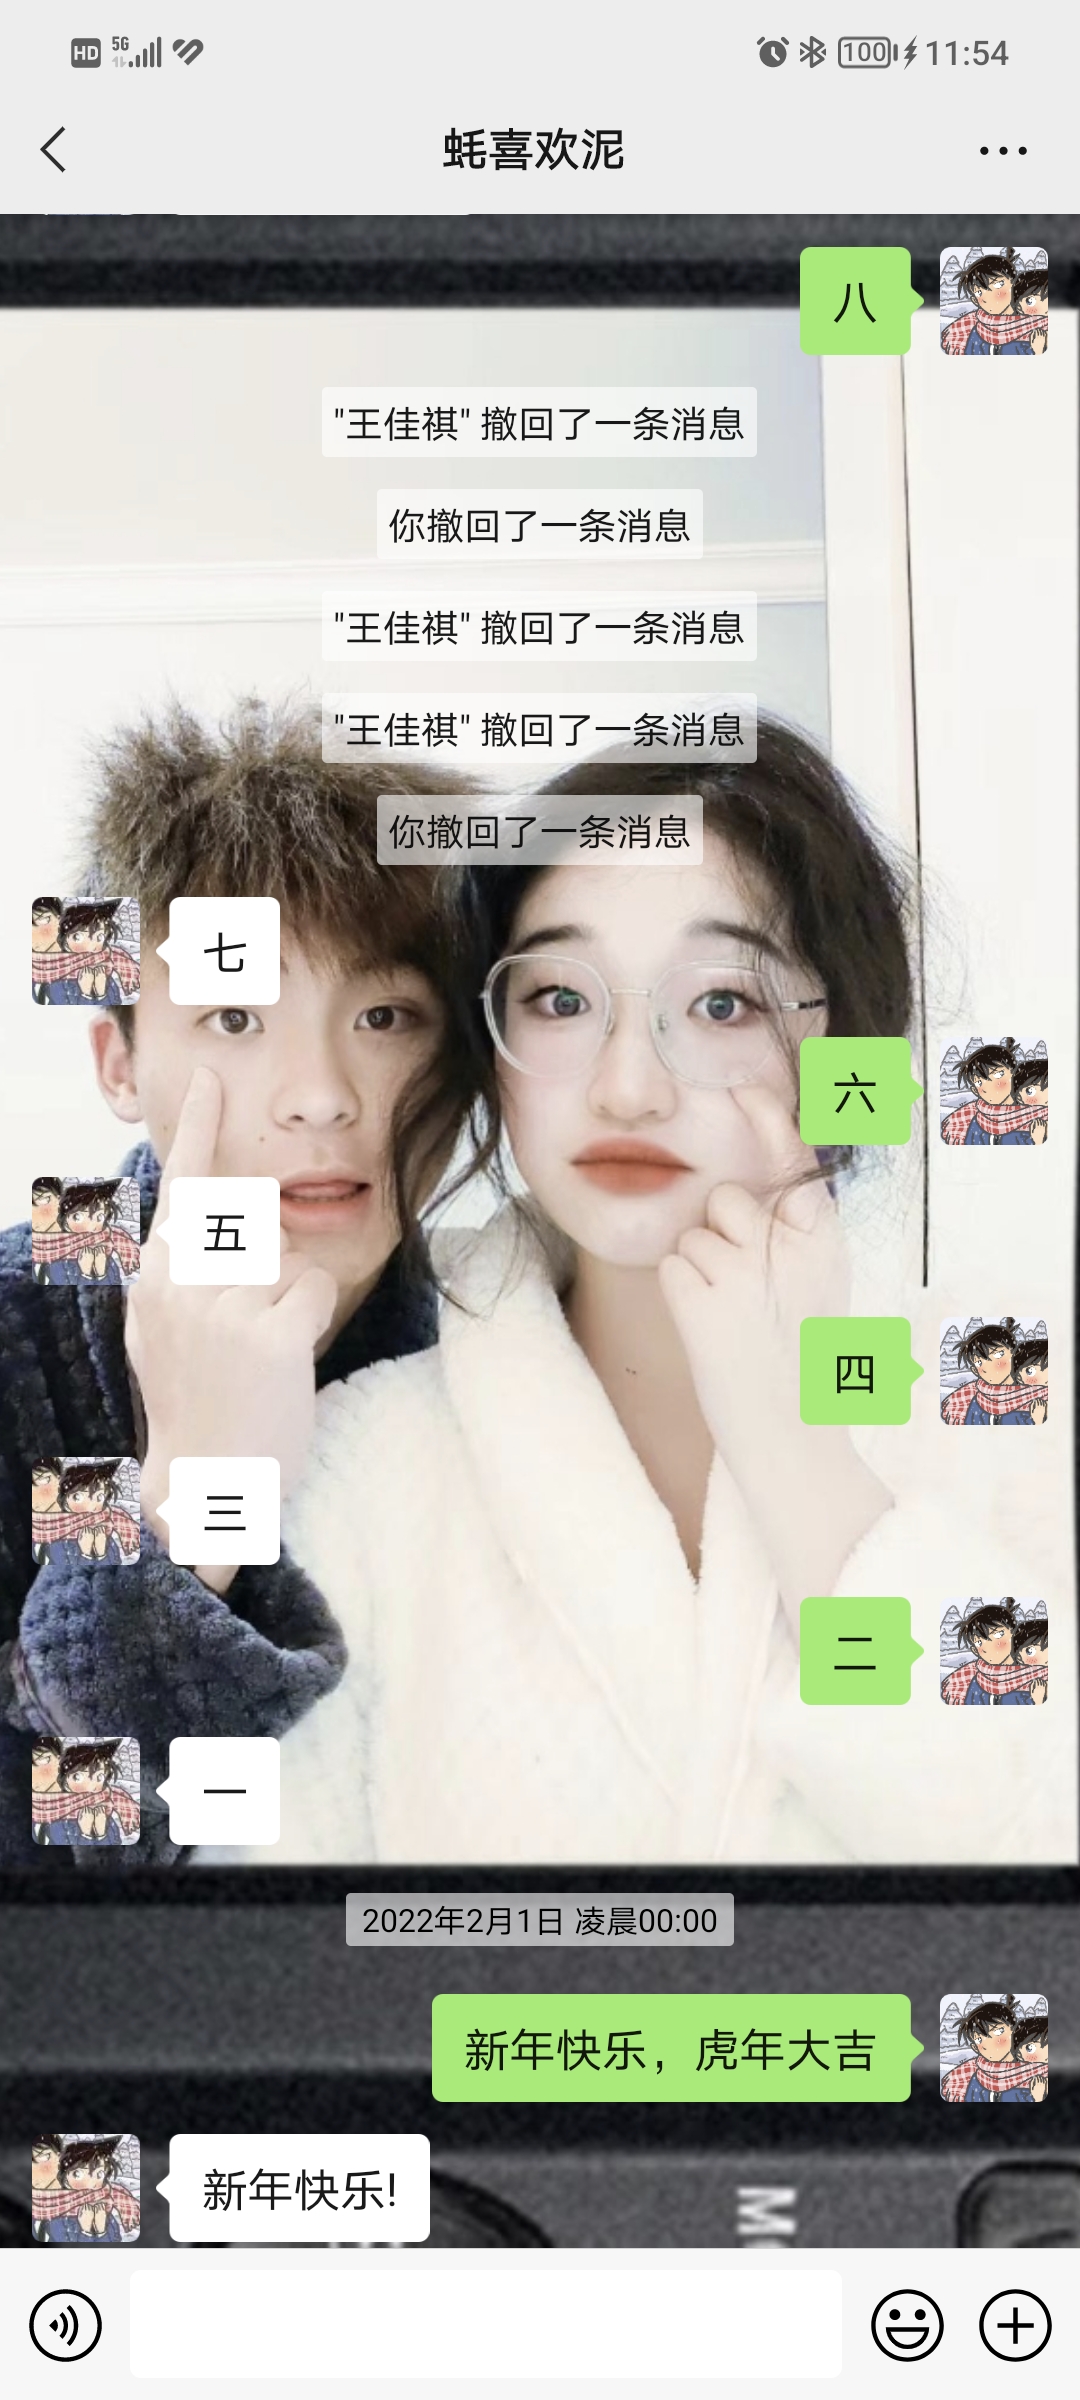 HD 5G 100 11:54
蚝喜欢泥
八
"王佳祺" 撤回了一条消息
你撤回了一条消息
"王佳祺" 撤回了一条消息
"王佳祺" 撤回了一条消息
你撤回了一条消息
七
六
五
四
三
二
一
2022年2月1日 凌晨00:00
新年快乐，虎年大吉
新年快乐!